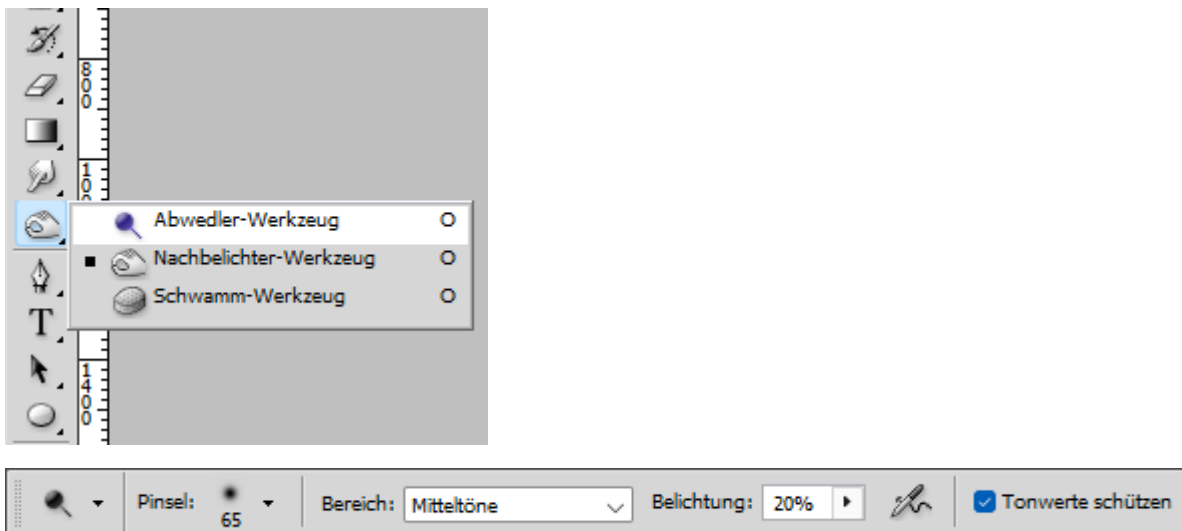 800
100
Abwedler-Werkzeug O
Nachbelichter-Werkzeug O
Schwamm-Werkzeug O
T
1400
Pinsel: 65 Bereich: Mitteltöne Belichtung: 20% Tonwerte schützen